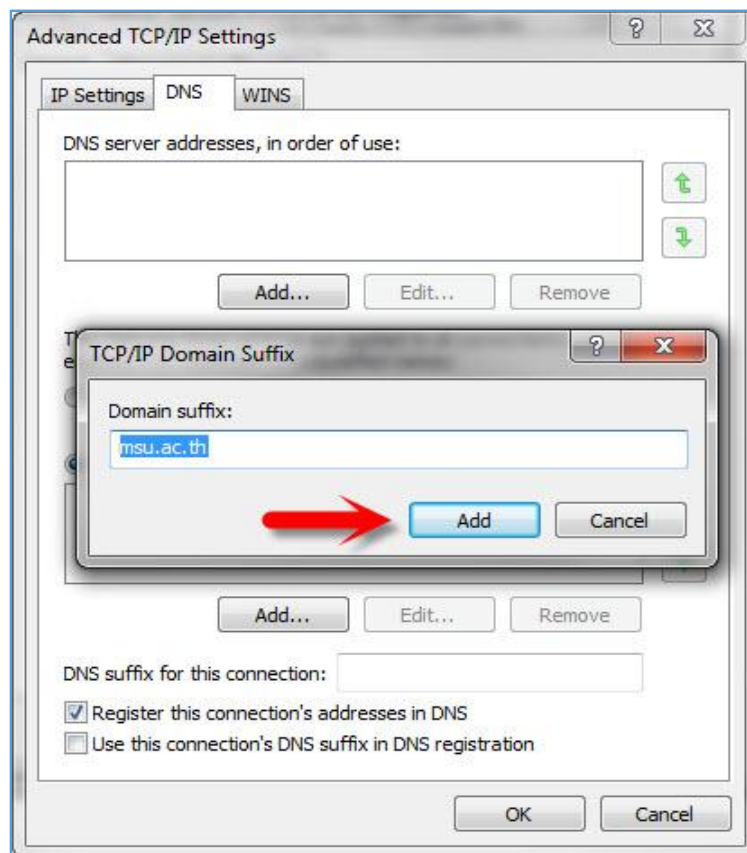 Advanced TCP/IP Settings
IP Settings DNS WINS
DNS server addresses, in order of use:
Add... Edit... Remove
TCP/IP Domain Suffix
Domain suffix:
msu.ac.th
Add Cancel
Add... Edit... Remove
DNS suffix for this connection:
Register this connection's addresses in DNS
Use this connection's DNS suffix in DNS registration
OK Cancel